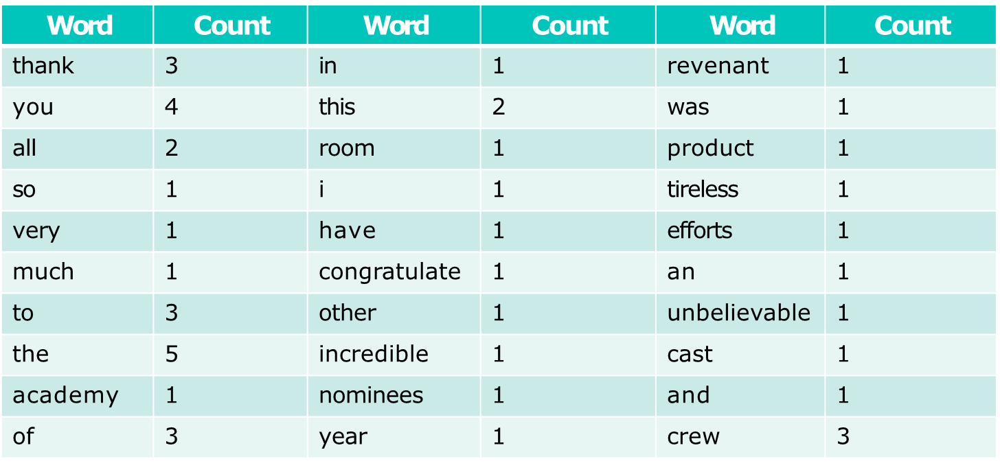 Word Count Word Count Word Count
thank 3 in 1 revenant 1
you 4 this 2 was 1
all 2 room 1 product 1
so 1 i 1 tireless 1
very 1 have 1 efforts 1
much 1 congratulate 1 an 1
to 3 other 1 unbelievable 1
the 5 incredible 1 cast 1
academy 1 nominees 1 and 1
of 3 year 1 crew 3